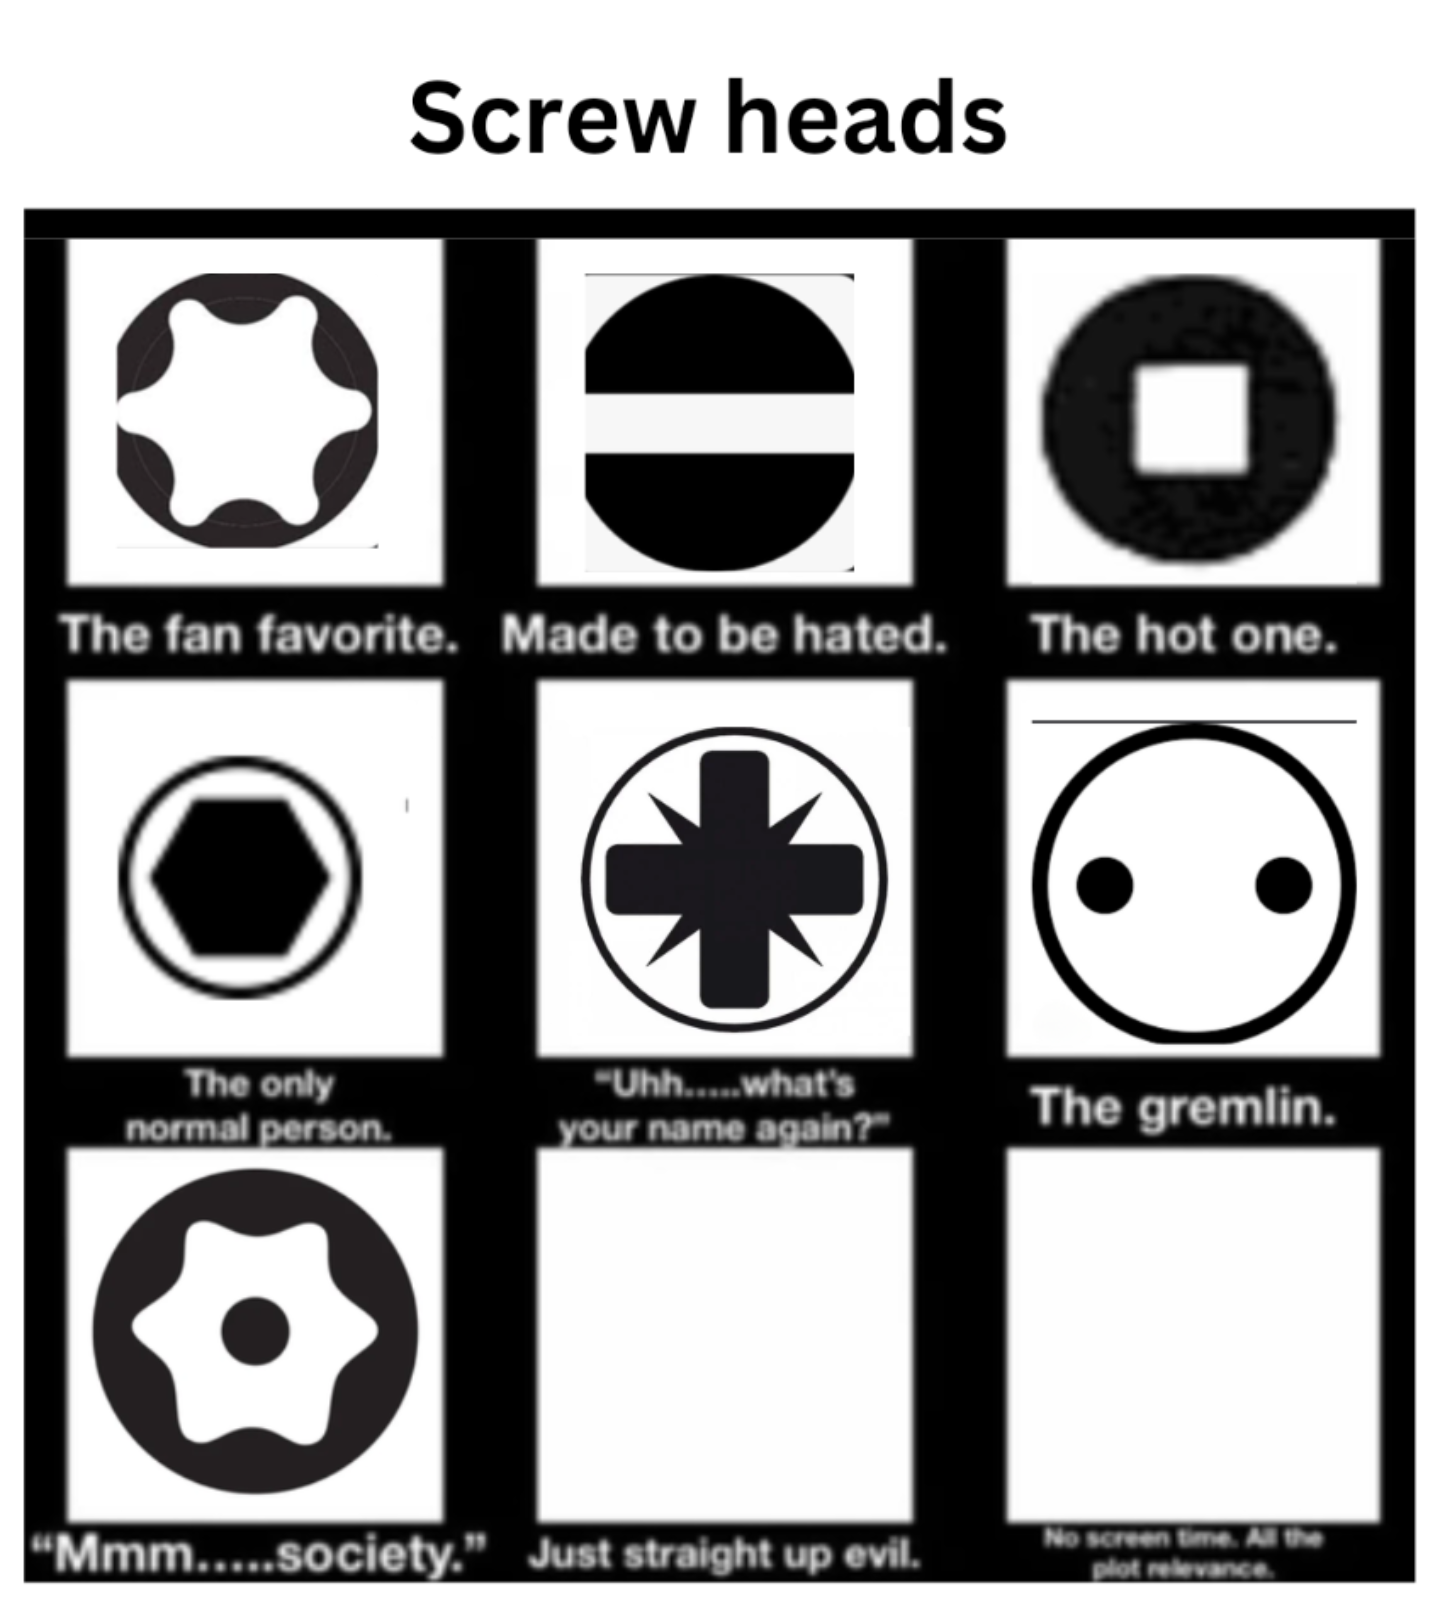 Screw heads
The fan favorite.
Made to be hated.
The hot one.
The only
normal person.
“Uhh.....what's
your name again?”
The gremlin.
“Mmm.....society.”
Just straight up evil.
No screen time. All the
plot relevance.